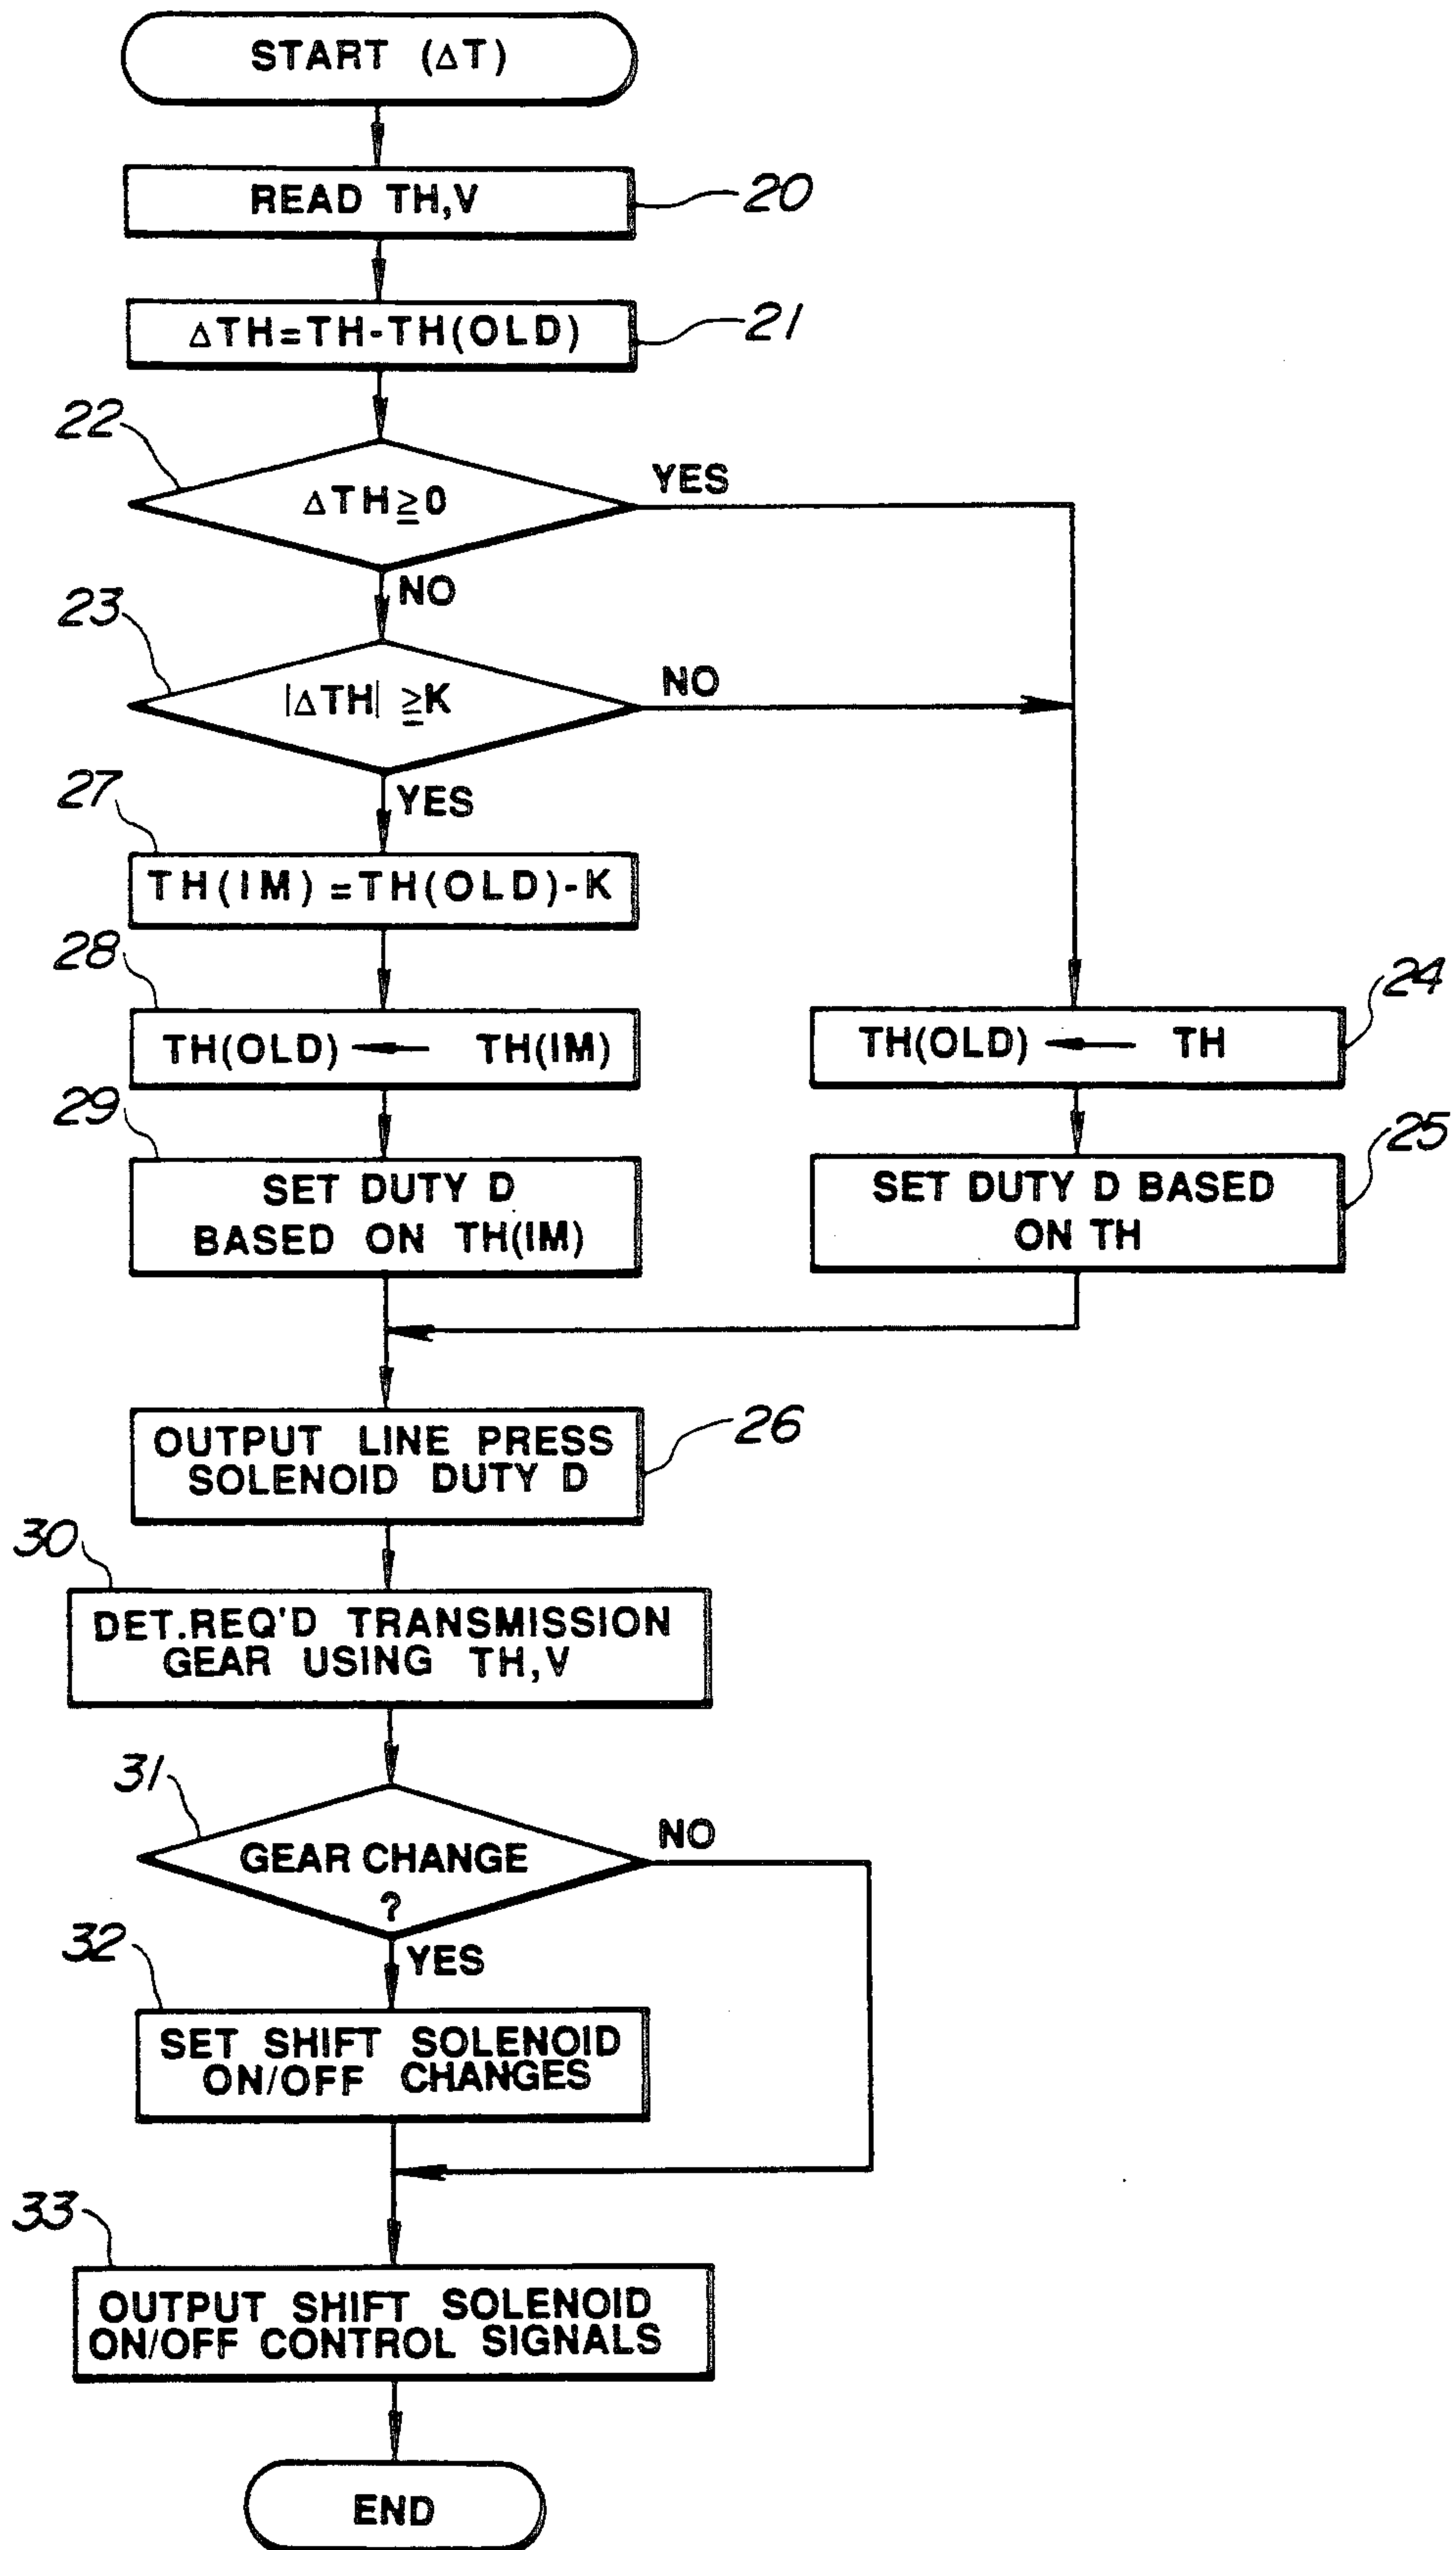 START (ΔT)
READ TH,V
20
ΔTH=TH-TH(OLD)
21
22
ΔTH≧0
YES
NO
23
|ΔTH| ≧K
NO
YES
27
TH(IM)=TH(OLD)-K
28
TH(OLD) ← TH(IM)
24
TH(OLD) ← TH
29
SET DUTY D
BASED ON TH(IM)
25
SET DUTY D BASED
ON TH
26
OUTPUT LINE PRESS
SOLENOID DUTY D
30
DET.REQ'D TRANSMISSION
GEAR USING TH,V
31
GEAR CHANGE
?
NO
YES
32
SET SHIFT SOLENOID
ON/OFF CHANGES
33
OUTPUT SHIFT SOLENOID
ON/OFF CONTROL SIGNALS
END